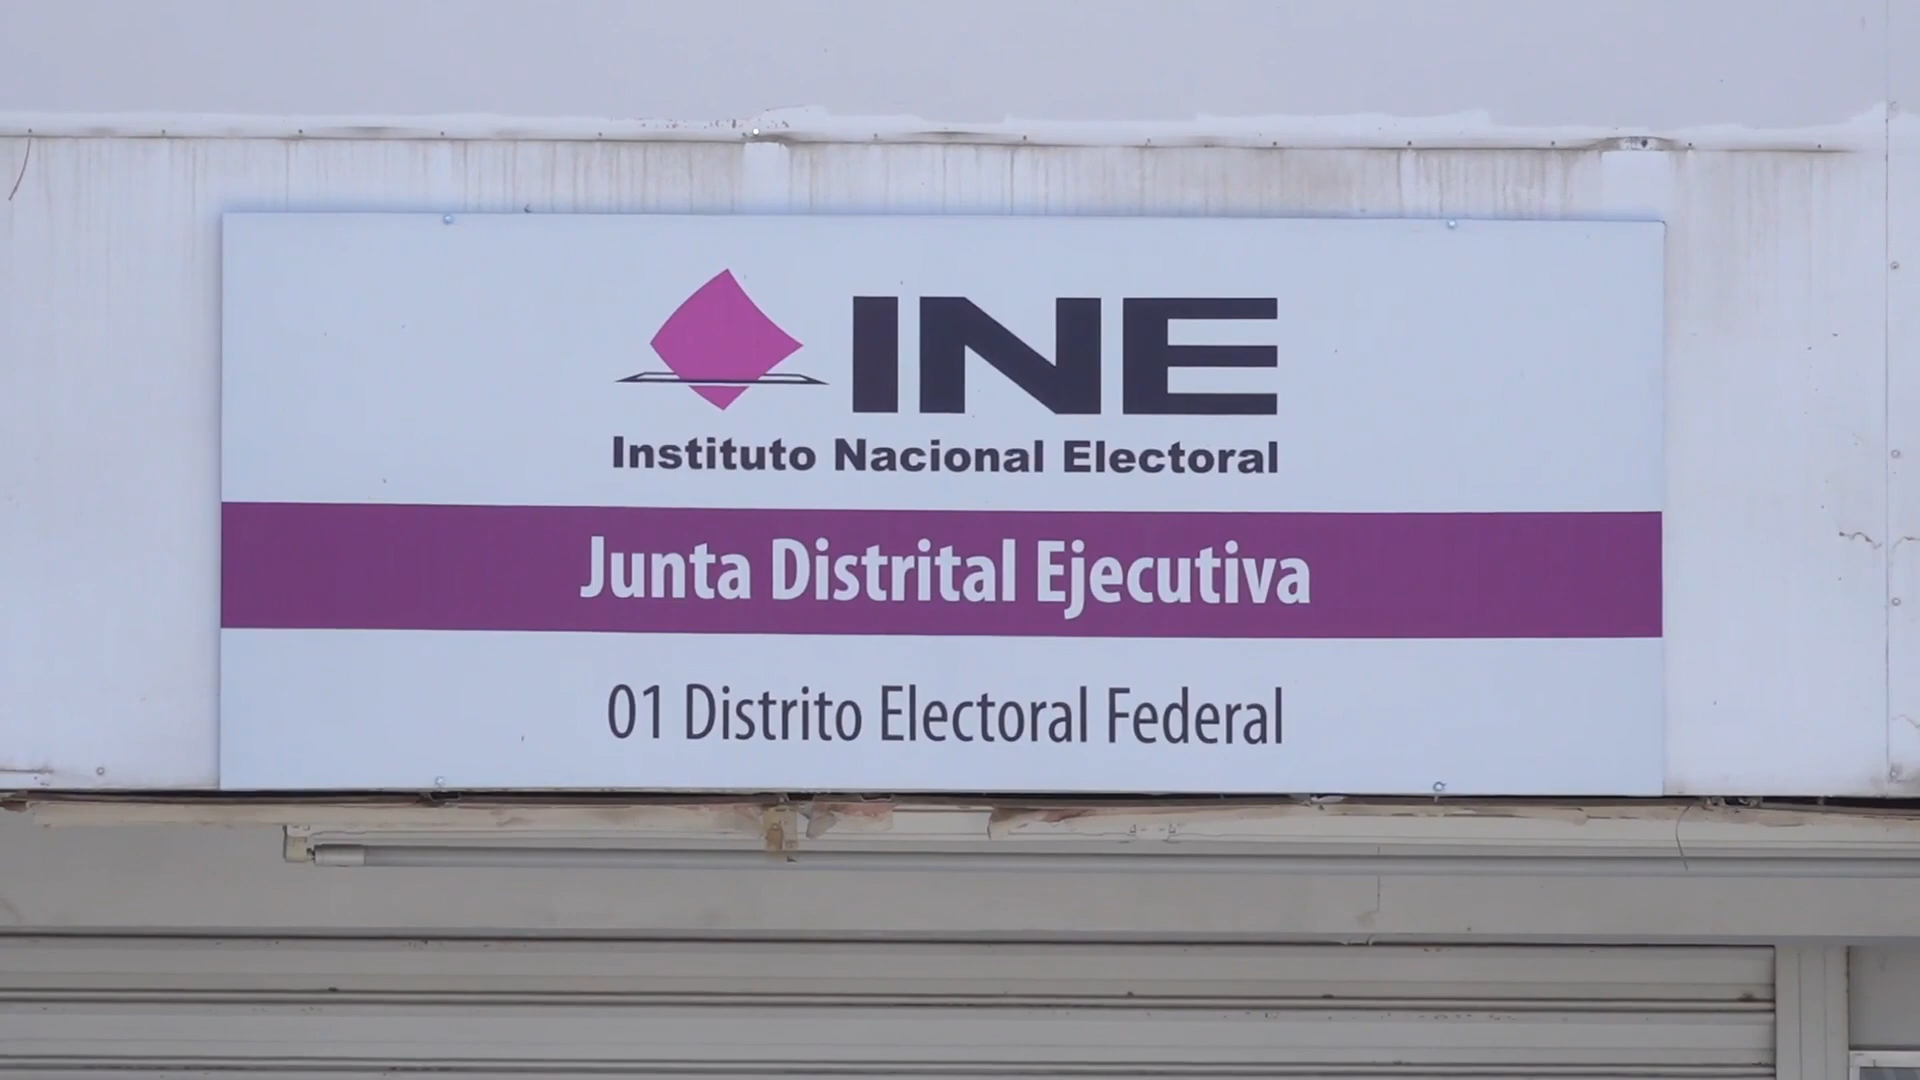 INE
Instituto Nacional Electoral
Junta Distrital Ejecutiva
01 Distrito Electoral Federal